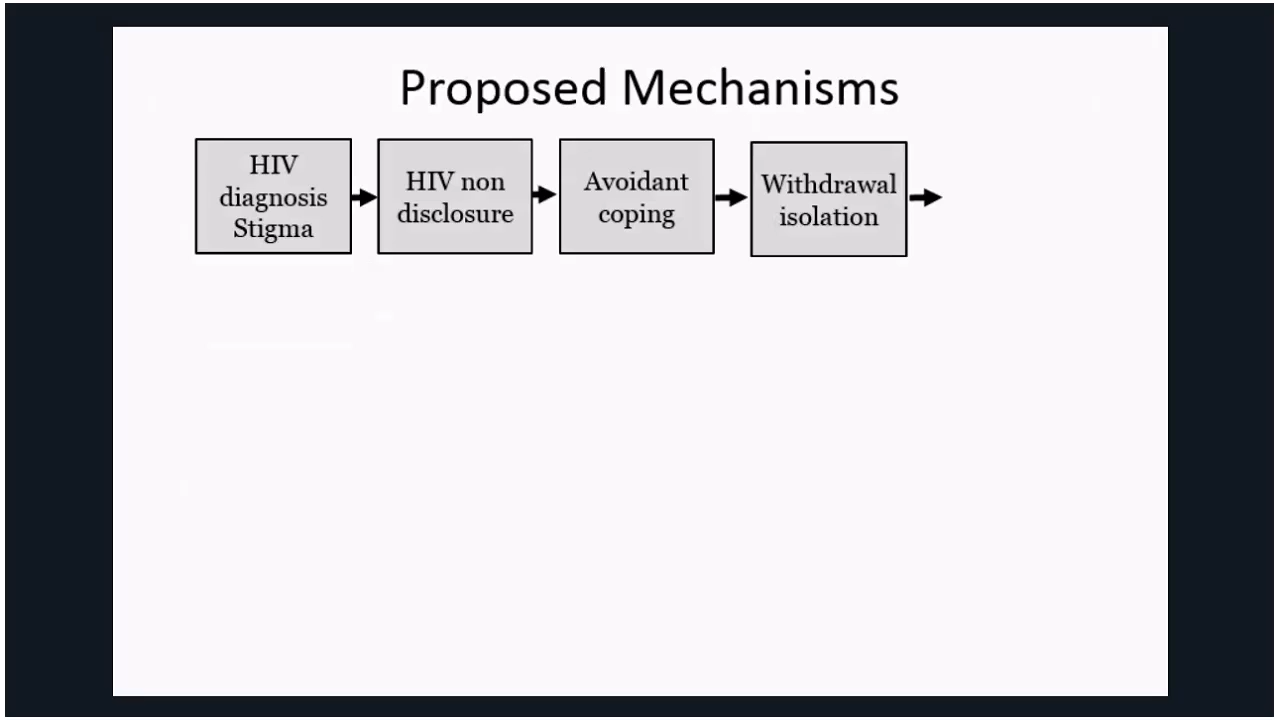 Proposed Mechanisms
HIV
diagnosis
Stigma
HIV non
disclosure
Avoidant
coping
Withdrawal
isolation